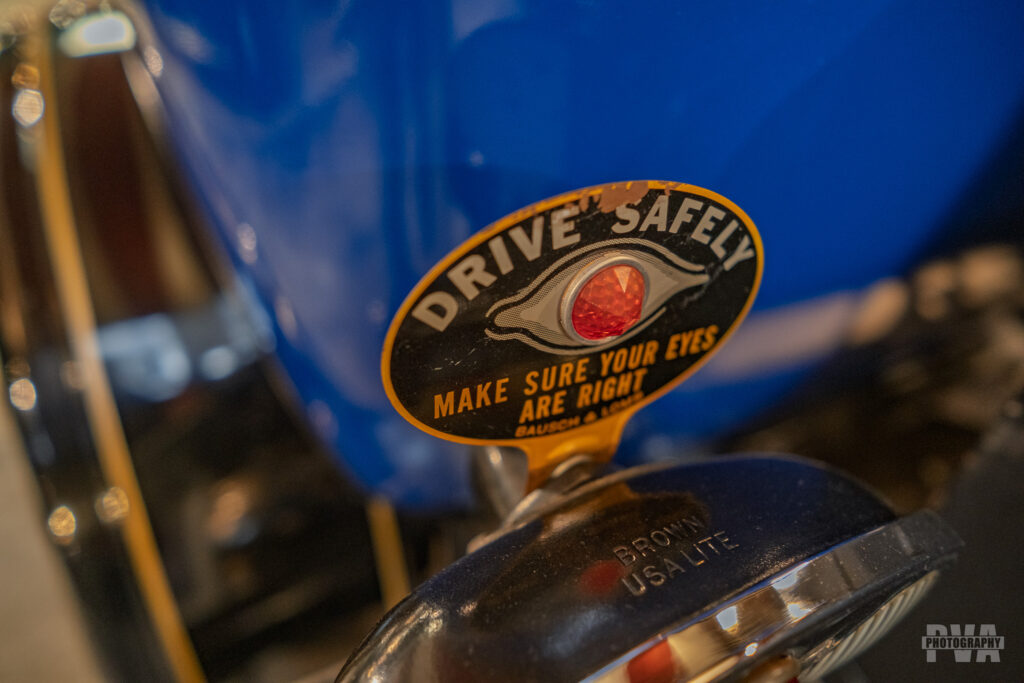 DRIVE SAFELY
MAKE SURE YOUR EYES
ARE RIGHT
BAUSCH & LOMB
BROWN
USA LITE
PVA
PHOTOGRAPHY